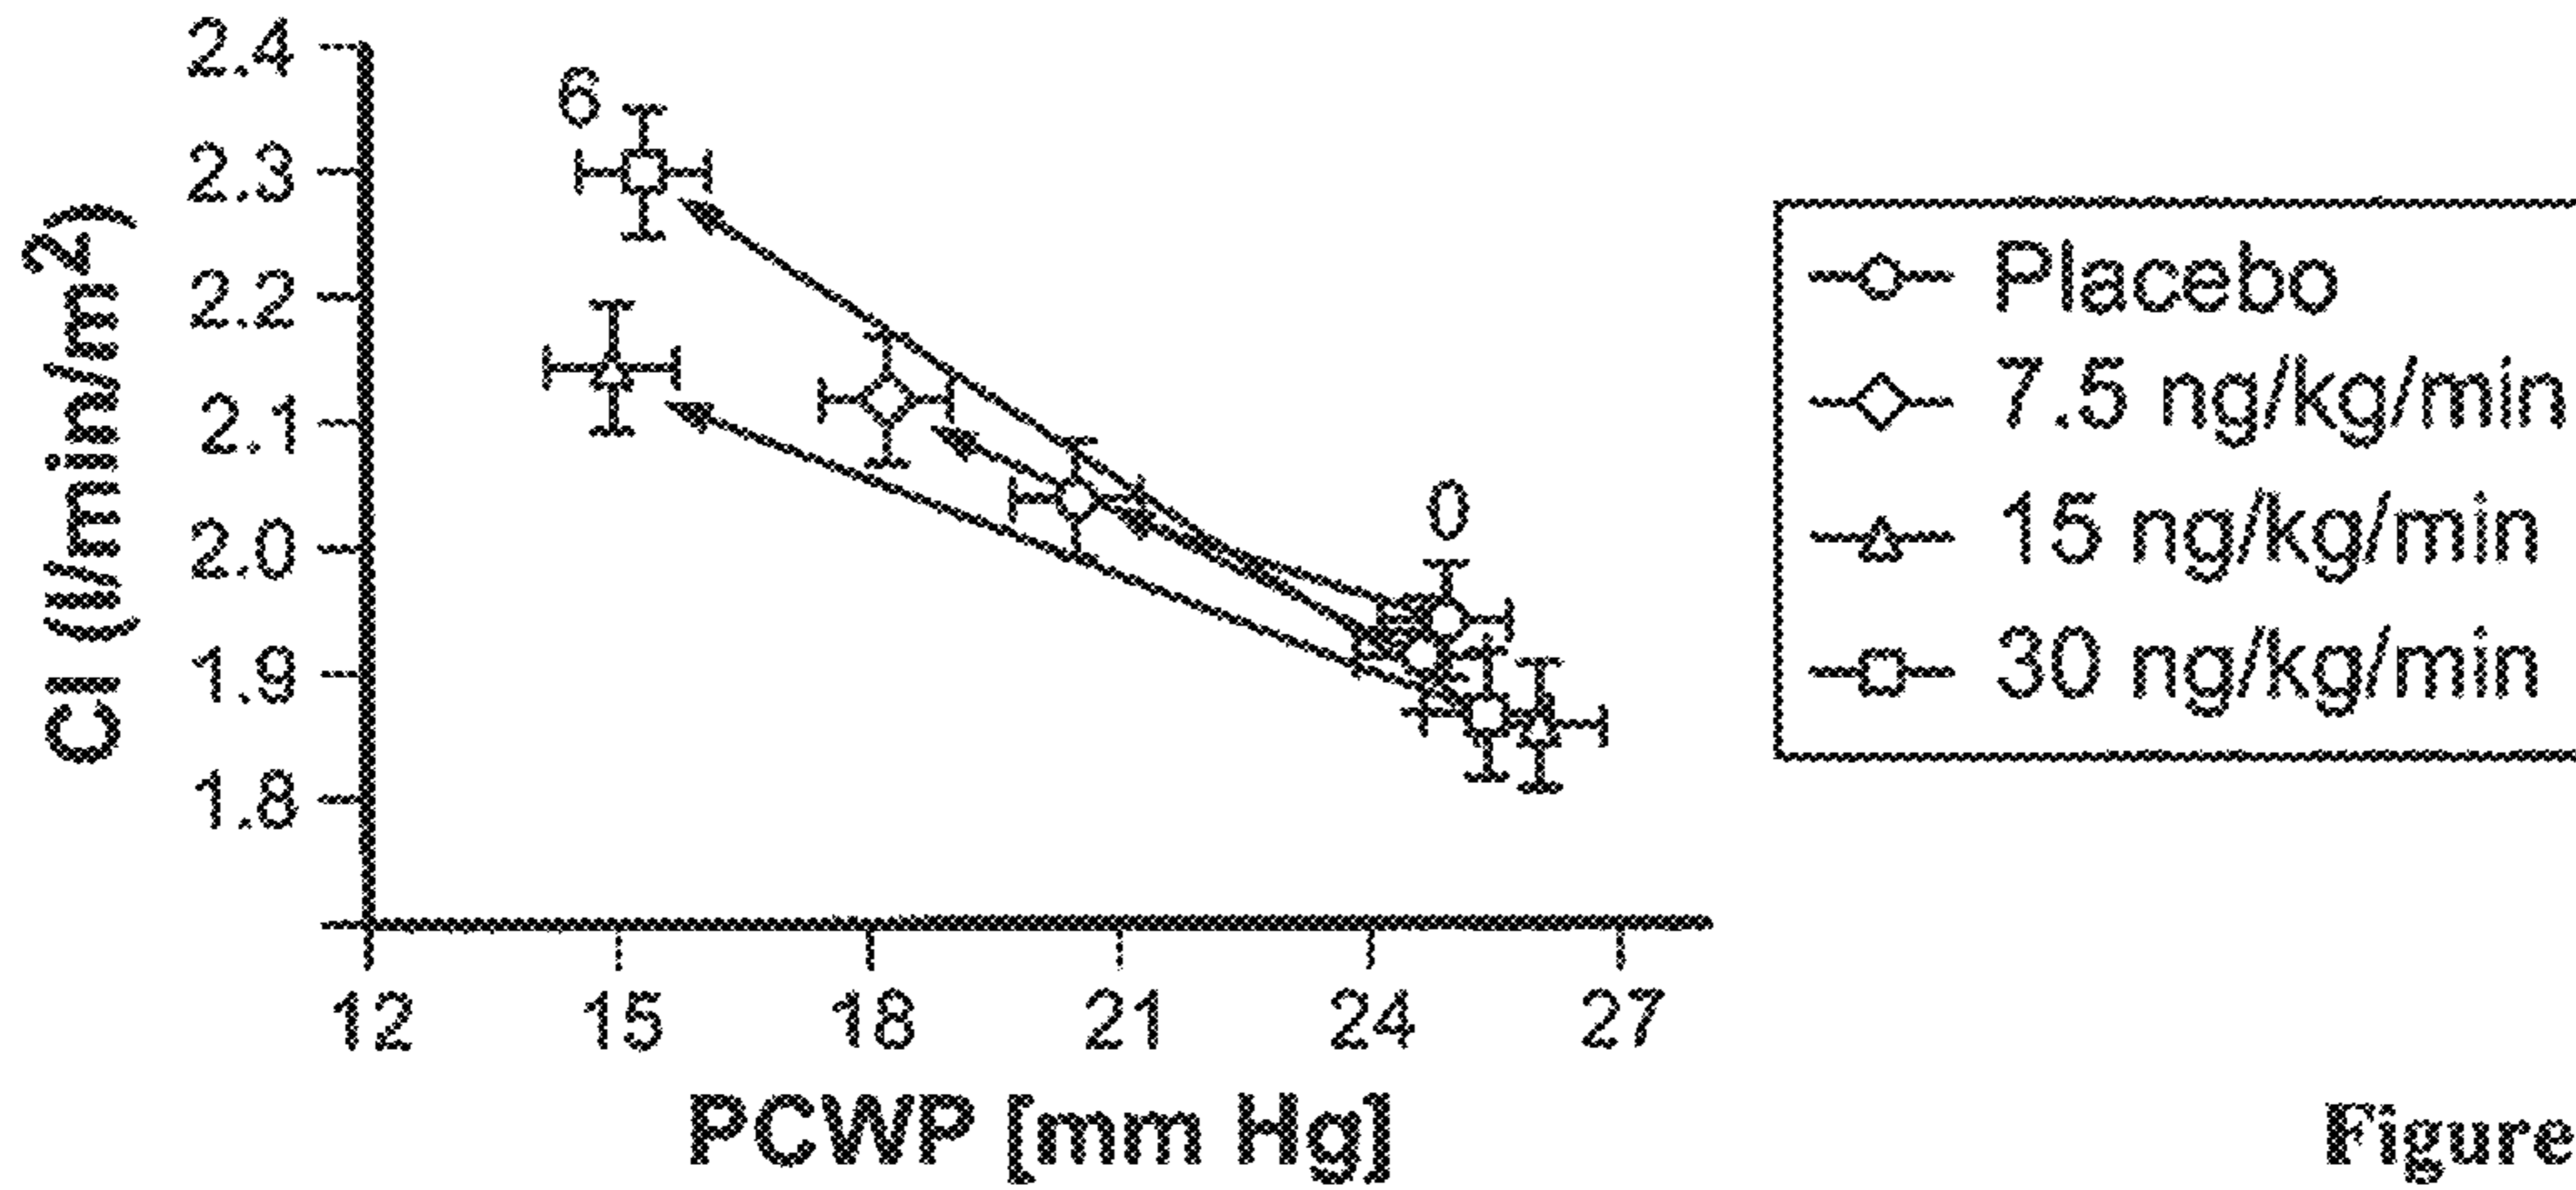 2.4
6
2.3
2.2
2.1
2.0
0
1.9
1.8
CI (l/min/m²)
12 15 18 21 24 27
PCWP [mm Hg]
Placebo
7.5 ng/kg/min
15 ng/kg/min
30 ng/kg/min
Figure